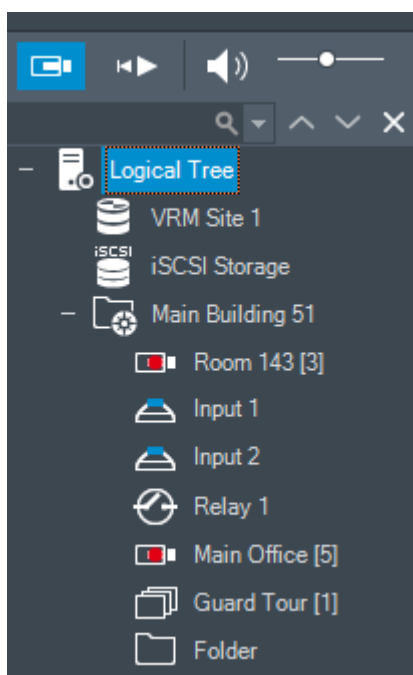 Logical Tree
VRM Site 1
iSCSI
iSCSI Storage
Main Building 51
Room 143 [3]
Input 1
Input 2
Relay 1
Main Office [5]
Guard Tour [1]
Folder